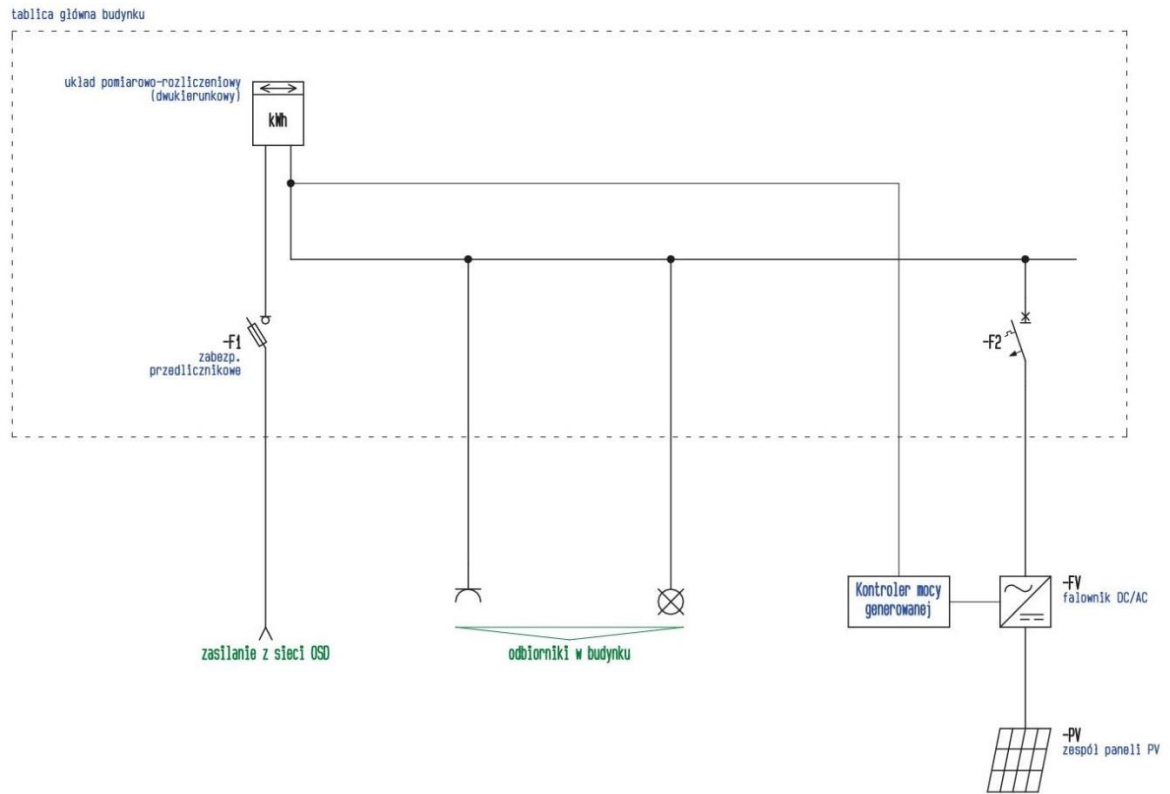 tablica główna budynku
układ pomiarowo-rozliczeniowy
(dwukierunkowy)
kWh
-F1
zabezp.
przedlicznikowe
-F2
Kontroler mocy
generowanej
-FV
falownik DC/AC
zasilanie z sieci OSD
odbiorniki w budynku
-PV
zespół paneli PV